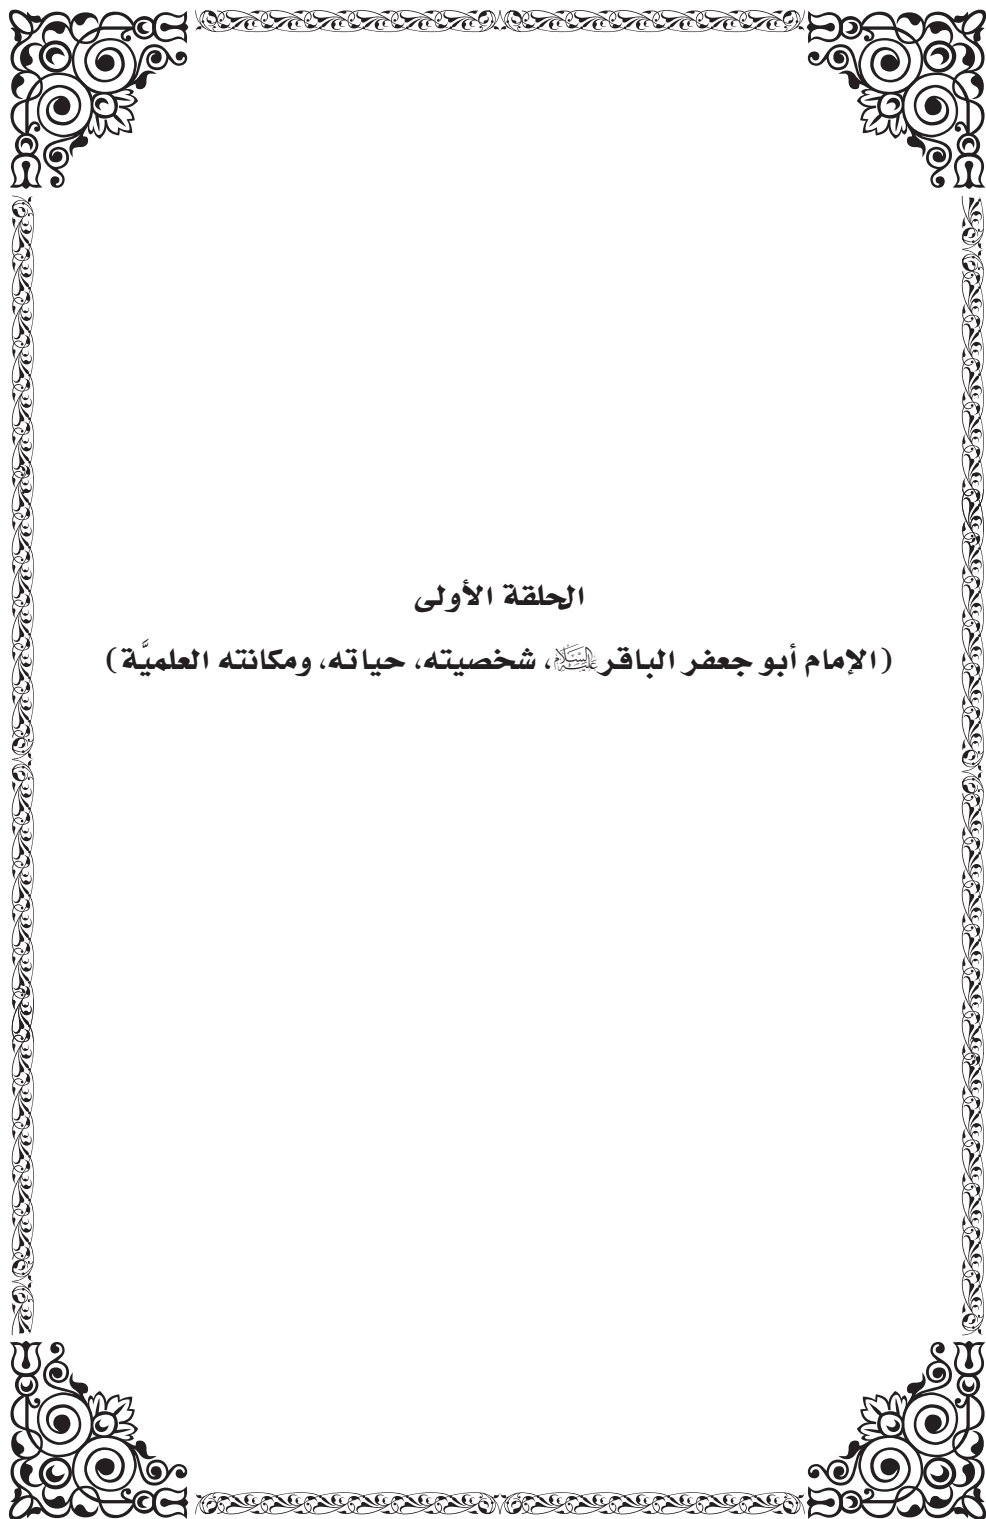 الحلقة الأولى
(الإمام أبو جعفر الباقر عليه السلام، شخصيته، حياته، ومكانته العلميَّة)